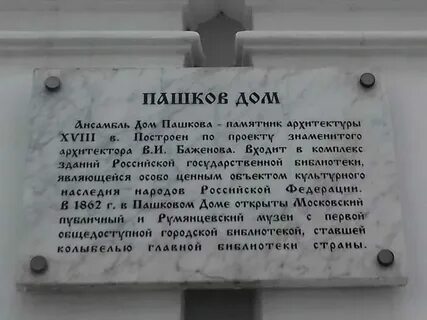 ПАШКОВ ДОМ
Ансамбль Дом Пашкова - памятник архитектуры
XVIII в. Построен по проекту знаменитого
архитектора В.И. Баженова. Входит в комплекс
зданий Российской государственной библиотеки,
являющейся особо ценным объектом культурного
наследия народов Российской Федерации.
В 1862 г. в Пашковом Доме открыты Московский
публичный и Румянцевский музеи с первой
общедоступной городской библиотекой, ставшей
колыбелью главной библиотеки страны.